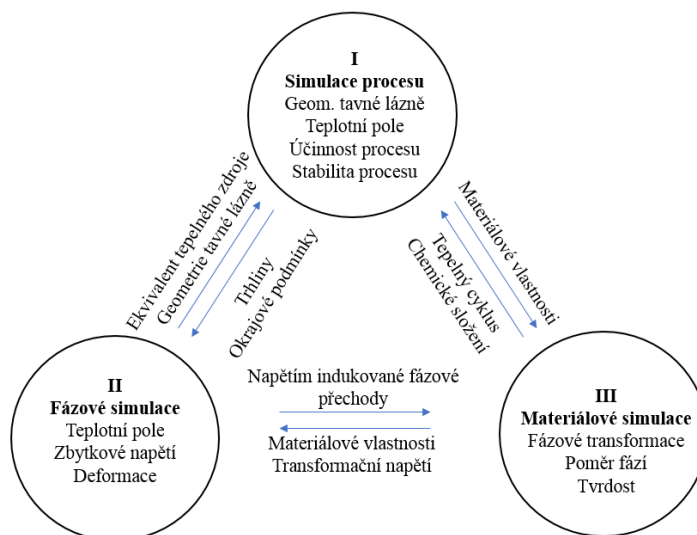 I
Simulace procesu
Geom. tavné lázně
Teplotní pole
Účinnost procesu
Stabilita procesu
Ekvivalent tepelného zdroje
Geometrie tavné lázně
Trhliny
Okrajové podmínky
Materiálové vlastnosti
Tepelný cyklus
Chemické složení
II
Fázové simulace
Teplotní pole
Zbytkové napětí
Deformace
Napětím indukované fázové
přechody
Materiálové vlastnosti
Transformační napětí
III
Materiálové simulace
Fázové transformace
Poměr fází
Tvrdost